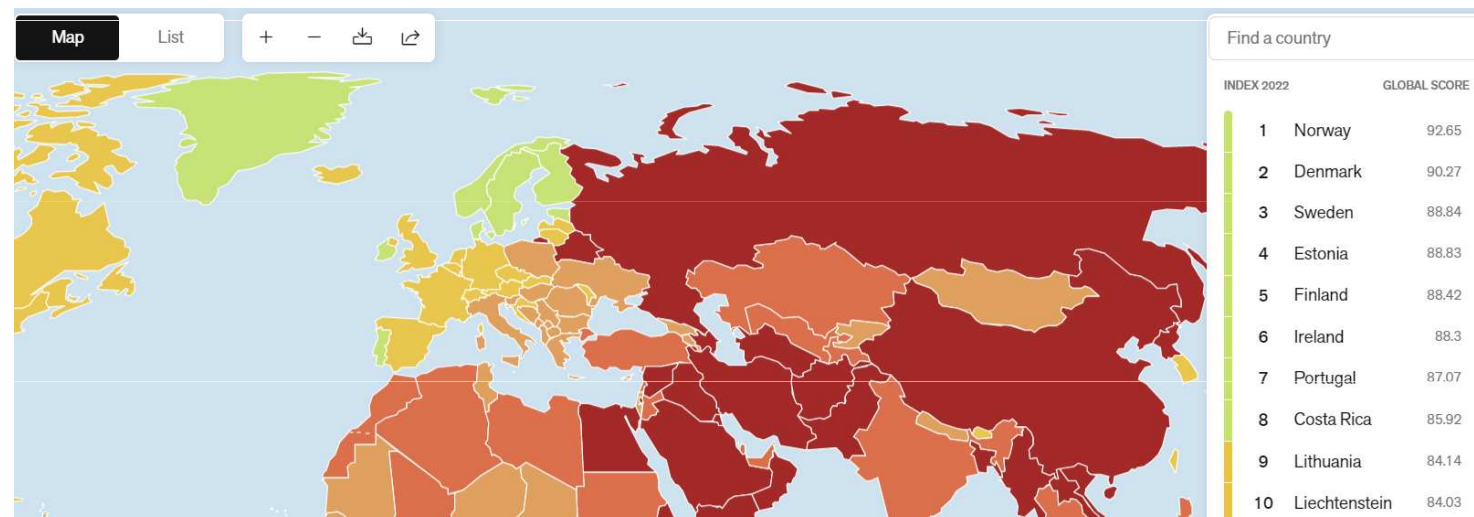 Map List + −
Find a country
INDEX 2022 GLOBAL SCORE
1 Norway 92.65
2 Denmark 90.27
3 Sweden 88.84
4 Estonia 88.83
5 Finland 88.42
6 Ireland 88.3
7 Portugal 87.07
8 Costa Rica 85.92
9 Lithuania 84.14
10 Liechtenstein 84.03